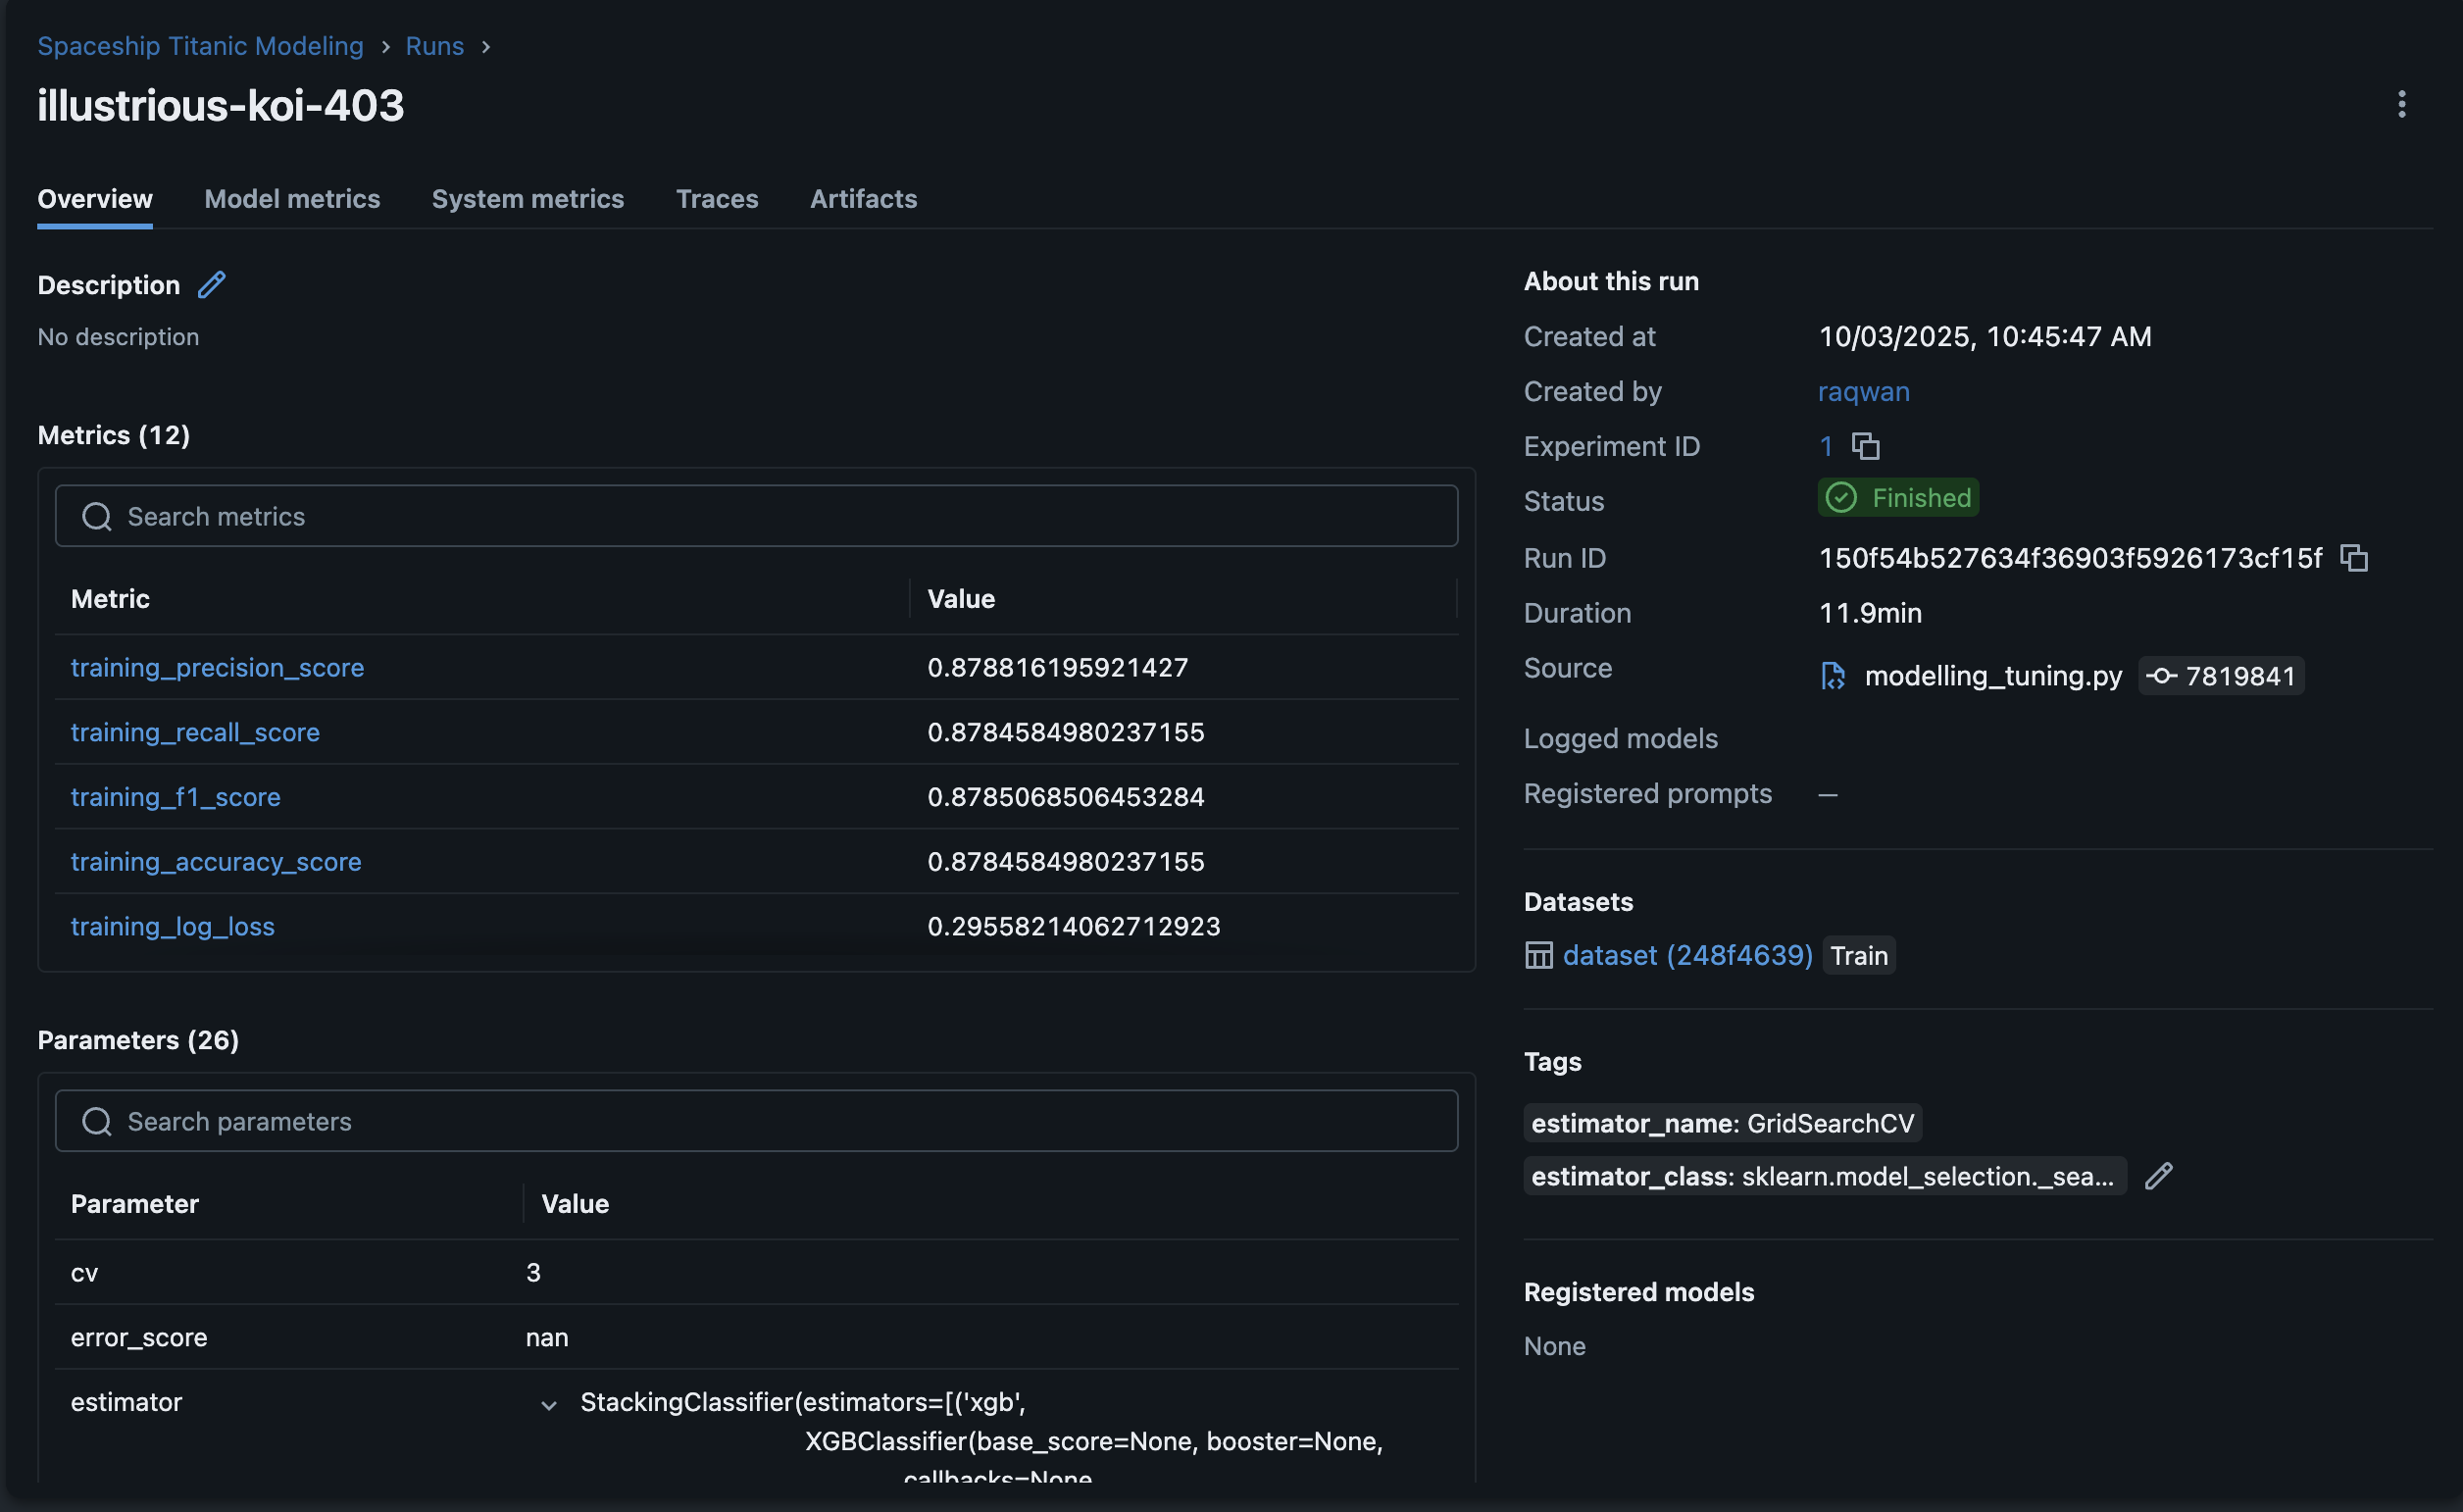 Spaceship Titanic Modeling > Runs >
illustrious-koi-403
Overview Model metrics System metrics Traces Artifacts
Description
No description
Metrics (12)
Search metrics
Metric Value
training_precision_score 0.878816195921427
training_recall_score 0.8784584980237155
training_f1_score 0.8785068506453284
training_accuracy_score 0.8784584980237155
training_log_loss 0.29558214062712923
Parameters (26)
Search parameters
Parameter Value
cv 3
error_score nan
estimator StackingClassifier(estimators=[('xgb',
XGBClassifier(base_score=None, booster=None,
callbacks=None
About this run
Created at 10/03/2025, 10:45:47 AM
Created by raqwan
Experiment ID 1
Status Finished
Run ID 150f54b527634f36903f5926173cf15f
Duration 11.9min
Source modelling_tuning.py 7819841
Logged models
Registered prompts —
Datasets
dataset (248f4639) Train
Tags
estimator_name: GridSearchCV
estimator_class: sklearn.model_selection._sea...
Registered models
None